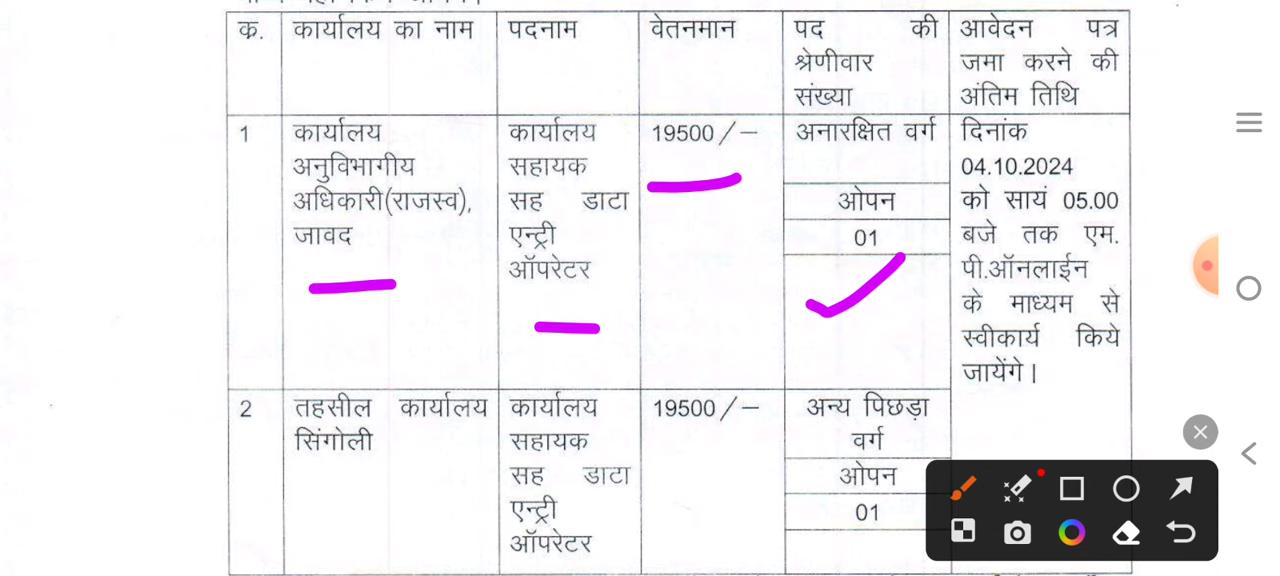 क. कार्यालय का नाम पदनाम वेतनमान पद की आवेदन पत्र
श्रेणीवार जमा करने की
संख्या अंतिम तिथि
1 कार्यालय कार्यालय 19500/- अनारक्षित वर्ग दिनांक
अनुविभागीय सहायक 04.10.2024
अधिकारी(राजस्व), सह डाटा ओपन को सायं 05.00
जावद एन्ट्री 01 बजे तक एम.
ऑपरेटर पी.ऑनलाईन
के माध्यम से
स्वीकार्य किये
जायेंगे।
2 तहसील कार्यालय कार्यालय 19500/- अन्य पिछड़ा
सिंगोली सहायक वर्ग
सह डाटा ओपन
एन्ट्री 01
ऑपरेटर